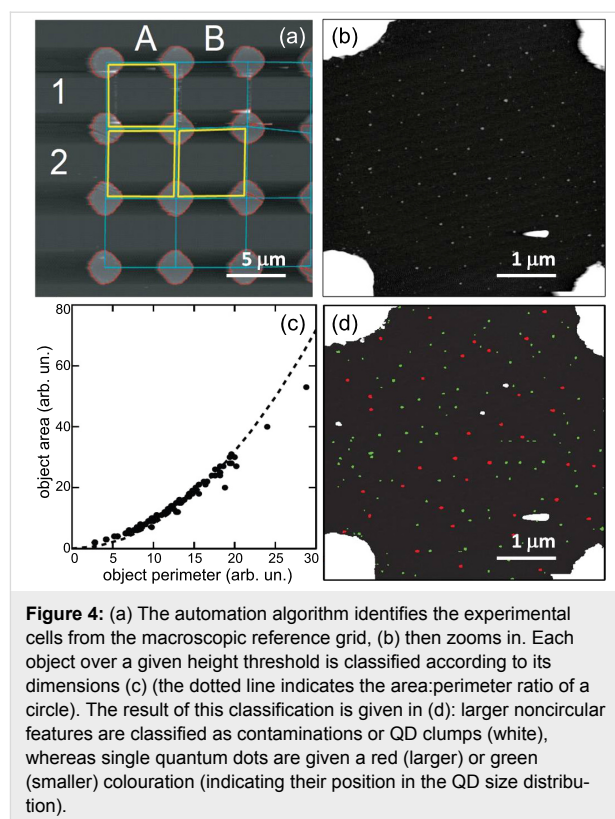 A B (a)
1
2
5 µm
(b)
1 µm
80
60
40
20
0
object area (arb. un.)
(c)
0 5 10 15 20 25 30
object perimeter (arb. un.)
(d)
1 µm
Figure 4: (a) The automation algorithm identifies the experimental
cells from the macroscopic reference grid, (b) then zooms in. Each
object over a given height threshold is classified according to its
dimensions (c) (the dotted line indicates the area:perimeter ratio of a
circle). The result of this classification is given in (d): larger noncircular
features are classified as contaminations or QD clumps (white),
whereas single quantum dots are given a red (larger) or green
(smaller) colouration (indicating their position in the QD size distribu-
tion).